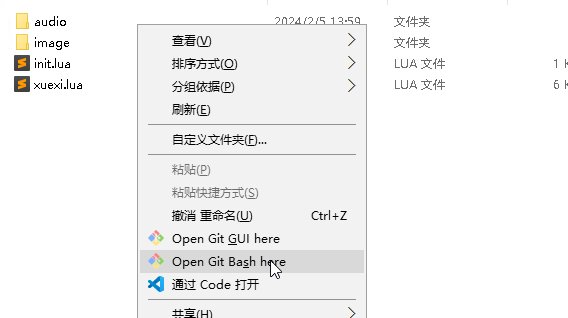 audio 2024/2/5 13:59 文件夹
image 文件夹
init.lua LUA 文件 1 K
xuexi.lua LUA 文件 6 K
查看(V)
排序方式(O)
分组依据(P)
刷新(E)
自定义文件夹(F)...
粘贴(P)
粘贴快捷方式(S)
撤消 重命名(U) Ctrl+Z
Open Git GUI here
Open Git Bash here
通过 Code 打开
共享(H)